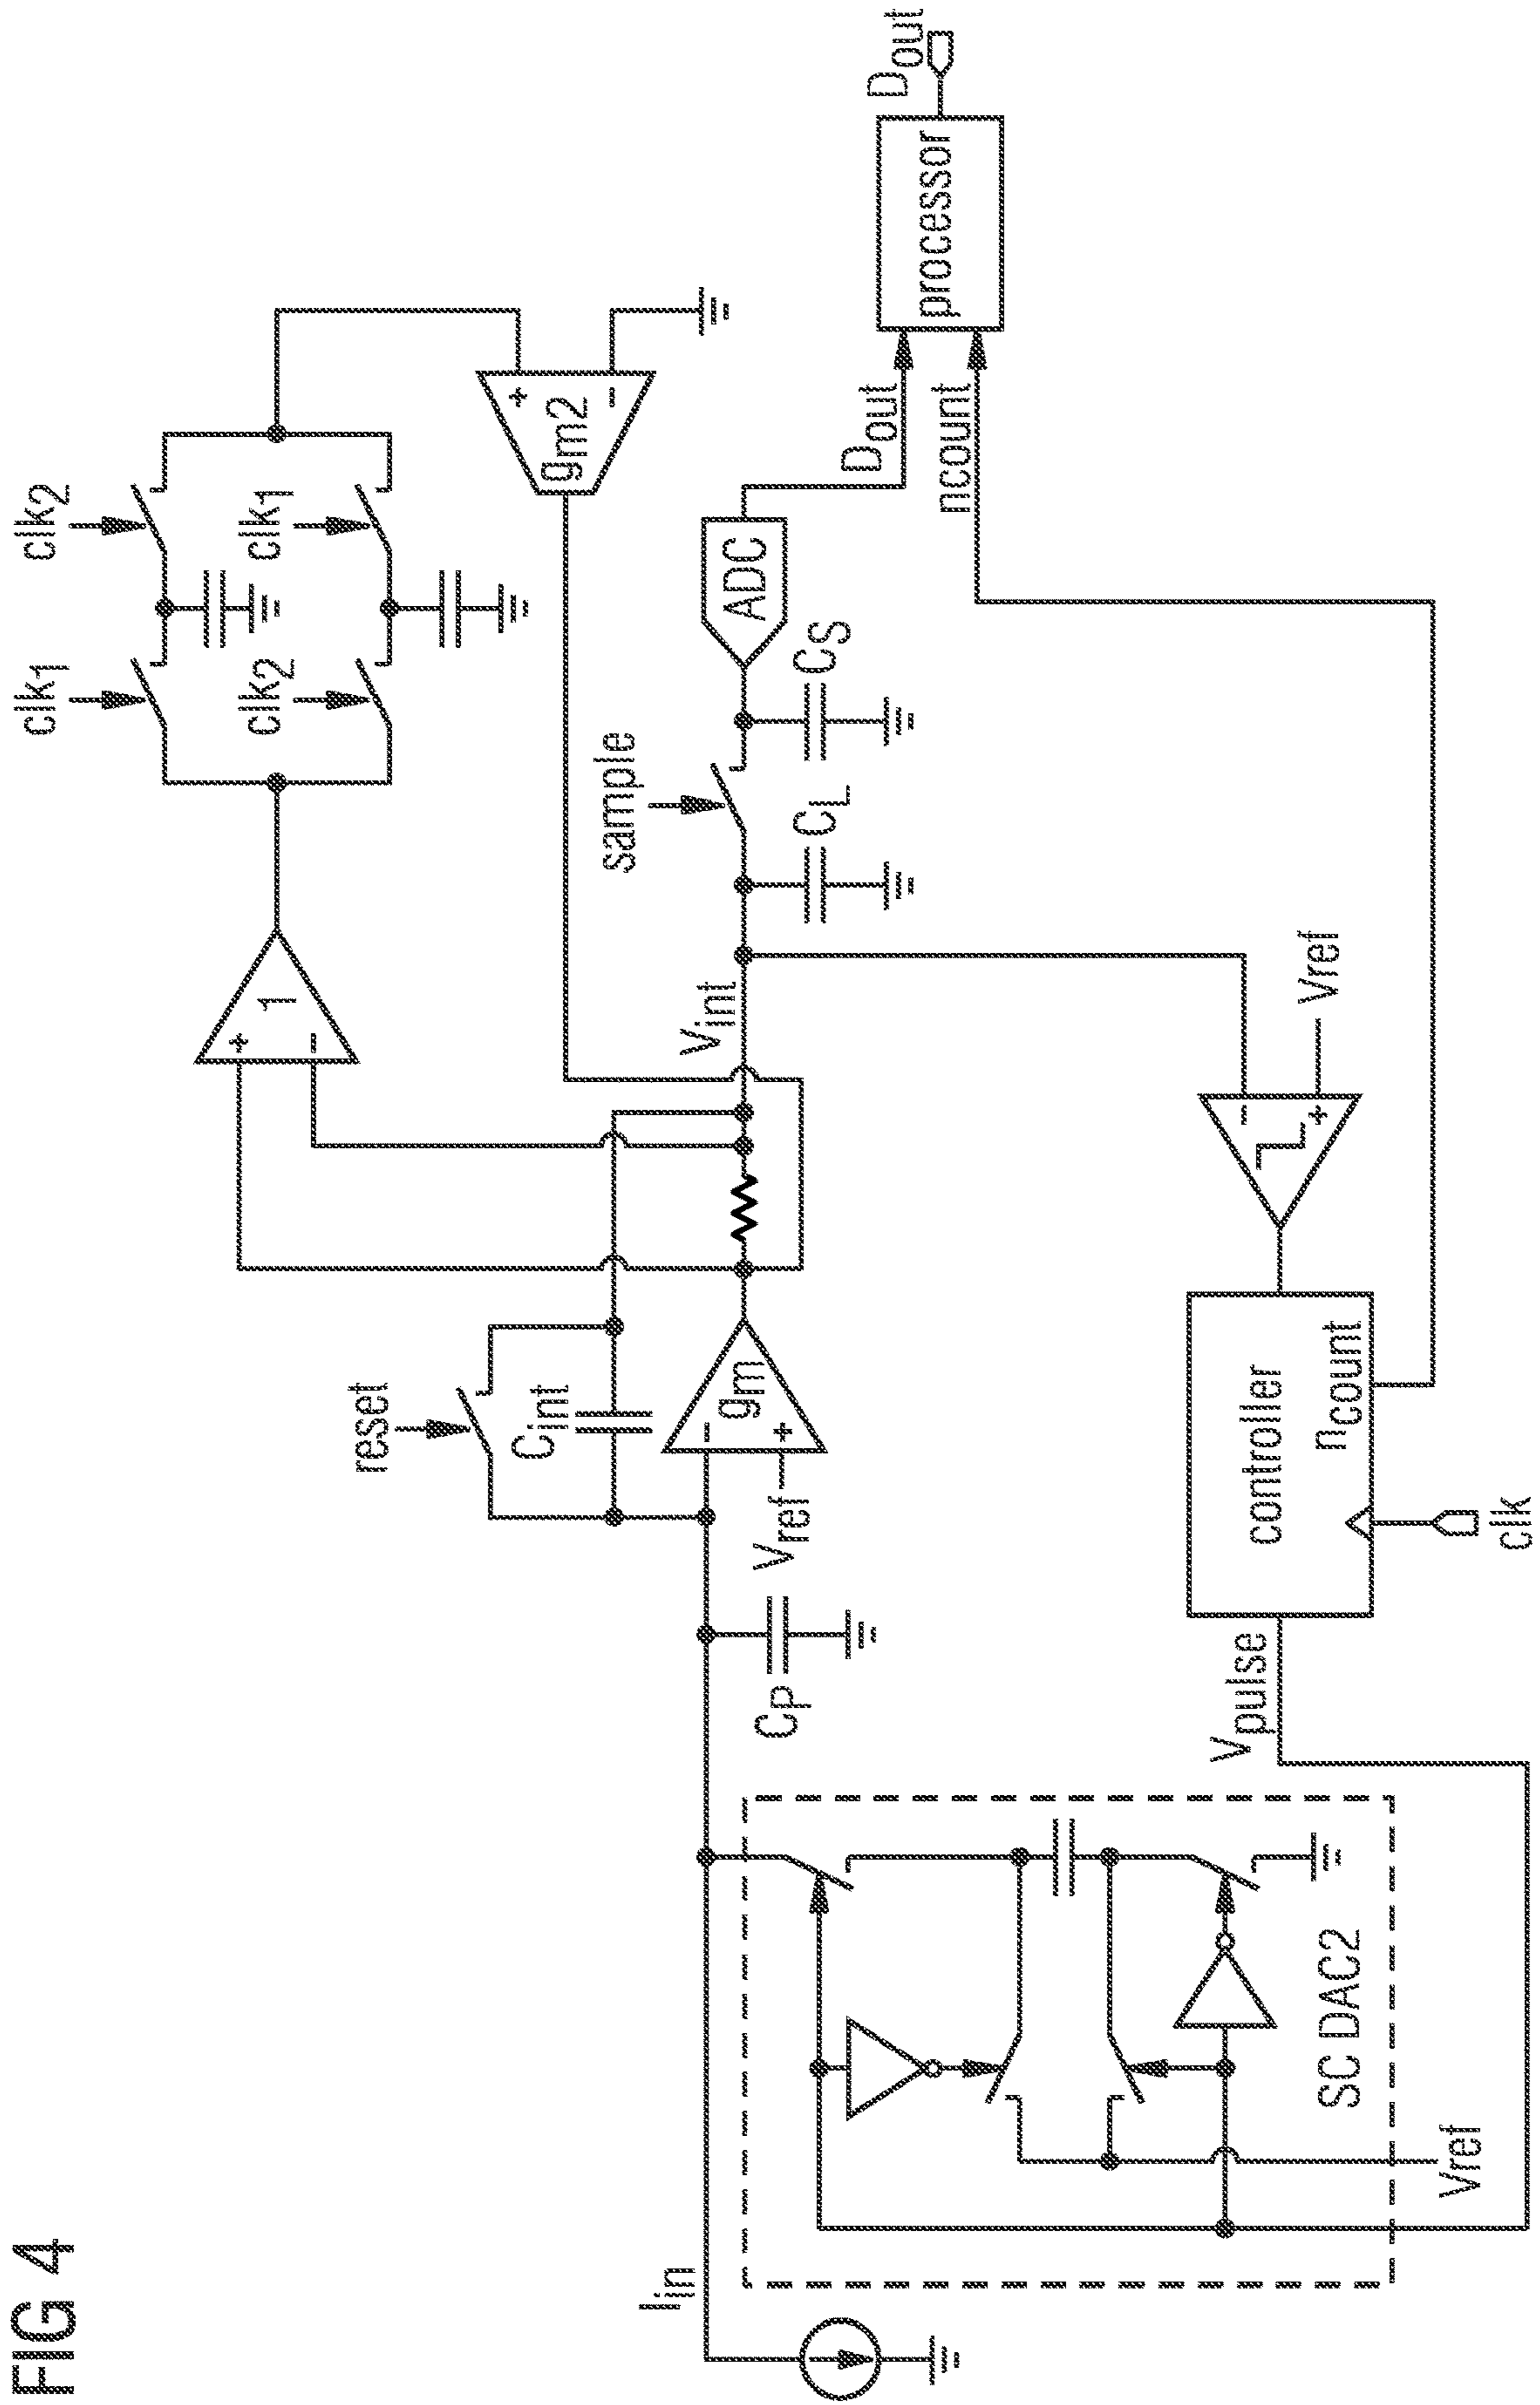 FIG 4
clk1
clk2
clk2
clk1
+
-
1
+
-
gm2
reset
Cint
sample
Vint
Iin
CP
Vref
-
+
gm
CL
CS
ADC
Dout
ncount
processor
Dout
SC DAC2
Vref
Vpulse
controller
ncount
clk
-
+
Vref